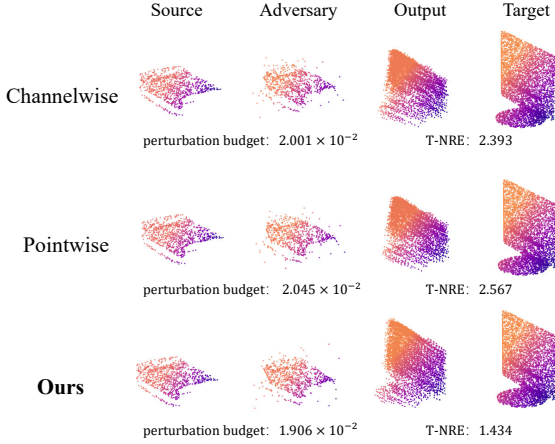 Source Adversary Output Target
Channelwise
perturbation budget: 2.001 × 10⁻² T-NRE: 2.393
Pointwise
perturbation budget: 2.045 × 10⁻² T-NRE: 2.567
Ours
perturbation budget: 1.906 × 10⁻² T-NRE: 1.434